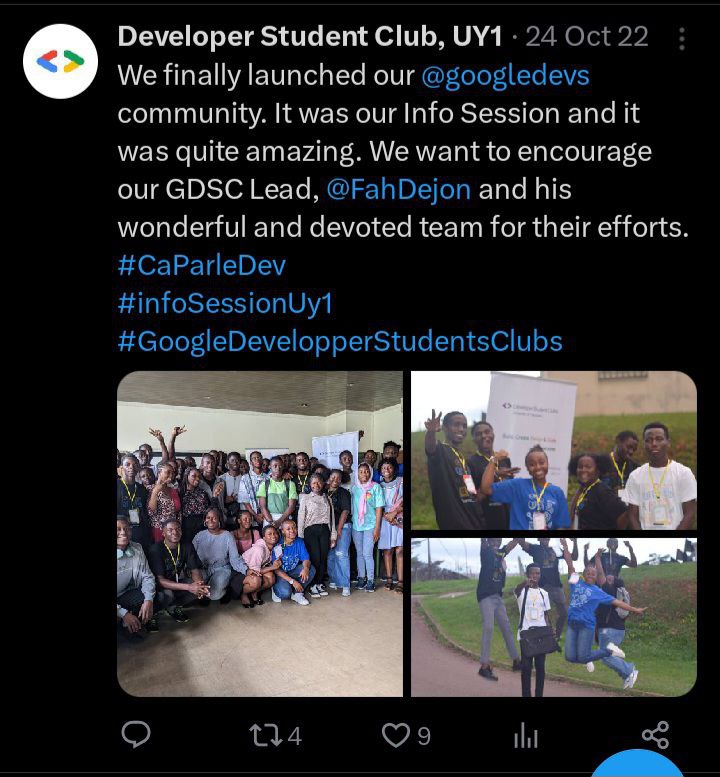 Developer Student Club, UY1 · 24 Oct 22
We finally launched our @googledevs
community. It was our Info Session and it
was quite amazing. We want to encourage
our GDSC Lead, @FahDejon and his
wonderful and devoted team for their efforts.
#CaParleDev
#infoSessionUy1
#GoogleDevelopperStudentsClubs
Developer Student Clubs
4
9